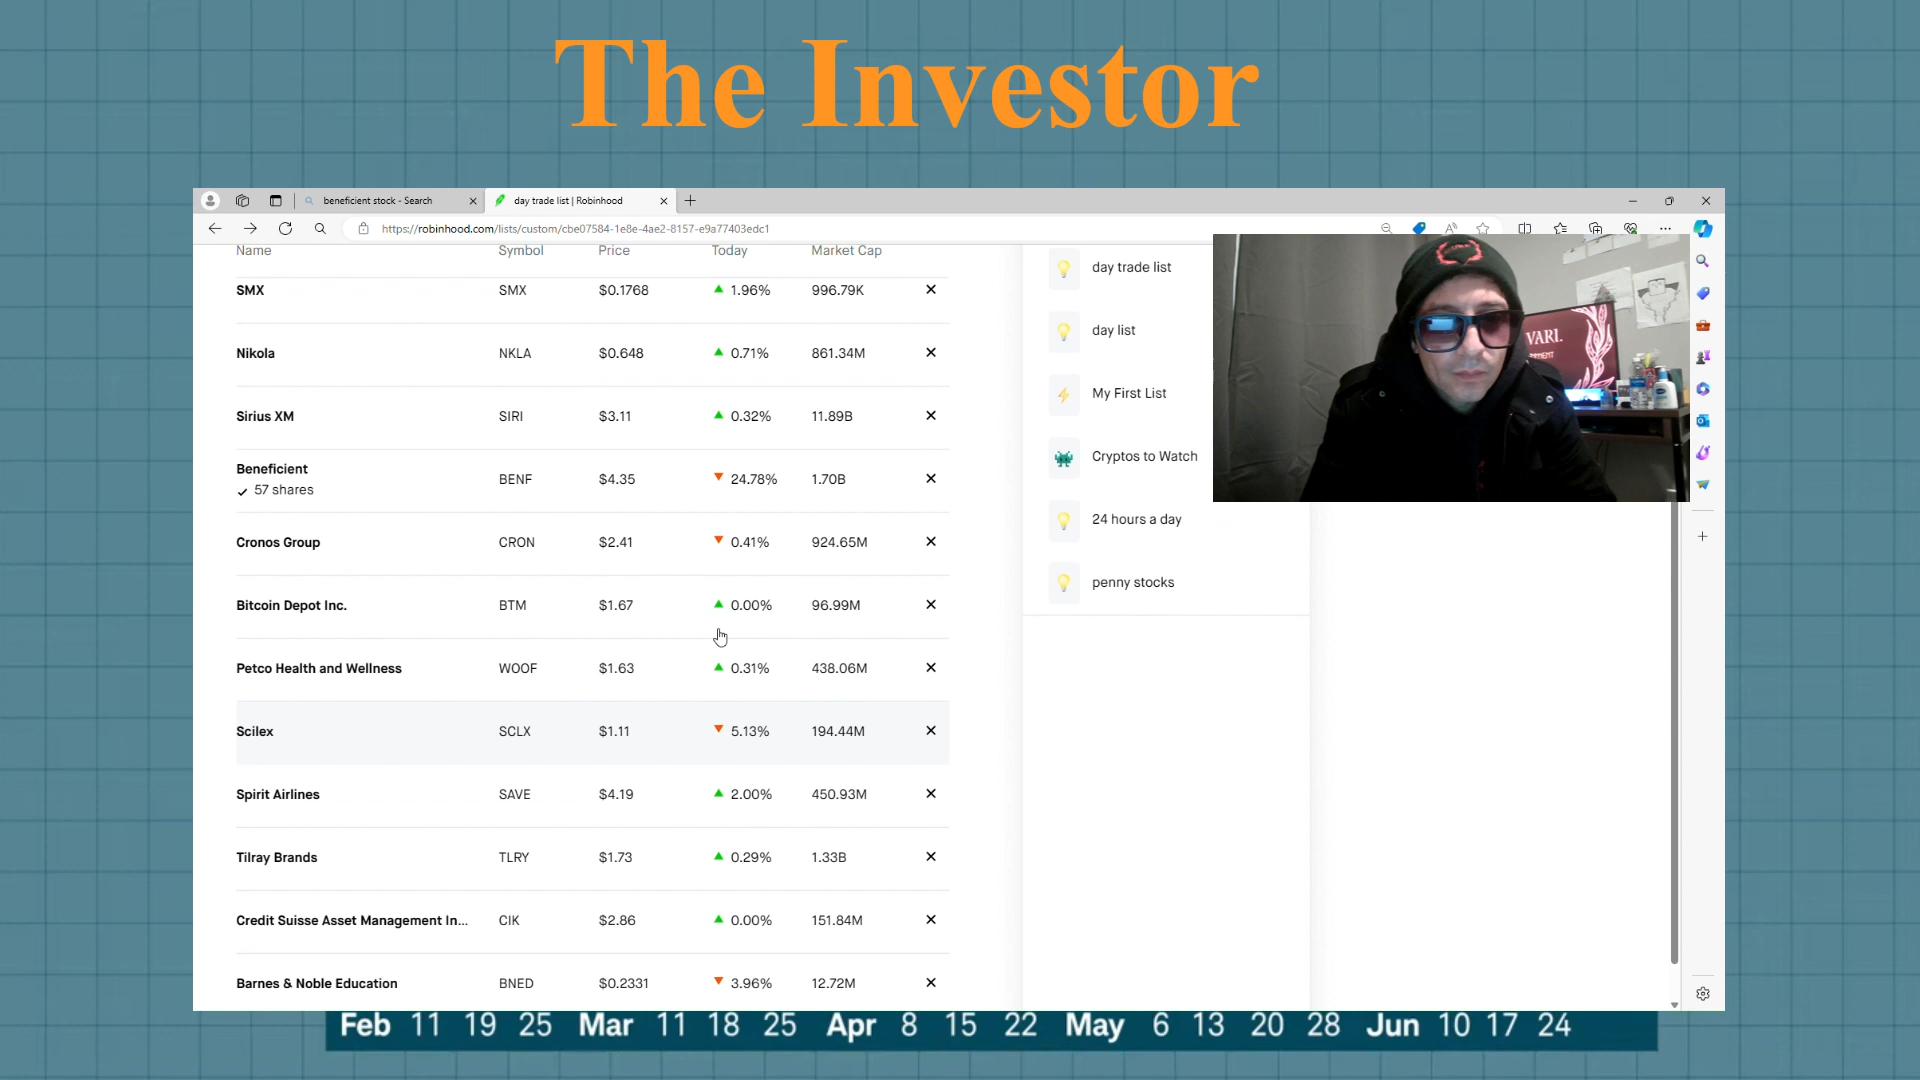 The Investor
beneficient stock - Search
day trade list | Robinhood
https://robinhood.com/lists/custom/cbe07584-1e8e-4ae2-8157-e9a77403edc1
Name Symbol Price Today Market Cap
SMX SMX $0.1768 1.96% 996.79K
Nikola NKLA $0.648 0.71% 861.34M
Sirius XM SIRI $3.11 0.32% 11.89B
Beneficient BENF $4.35 24.78% 1.70B
57 shares
Cronos Group CRON $2.41 0.41% 924.65M
Bitcoin Depot Inc. BTM $1.67 0.00% 96.99M
Petco Health and Wellness WOOF $1.63 0.31% 438.06M
Scilex SCLX $1.11 5.13% 194.44M
Spirit Airlines SAVE $4.19 2.00% 450.93M
Tilray Brands TLRY $1.73 0.29% 1.33B
Credit Suisse Asset Management In... CIK $2.86 0.00% 151.84M
Barnes & Noble Education BNED $0.2331 3.96% 12.72M
day trade list
day list
My First List
Cryptos to Watch
24 hours a day
penny stocks
VARI.
Feb 11 19 25 Mar 11 18 25 Apr 8 15 22 May 6 13 20 28 Jun 10 17 24